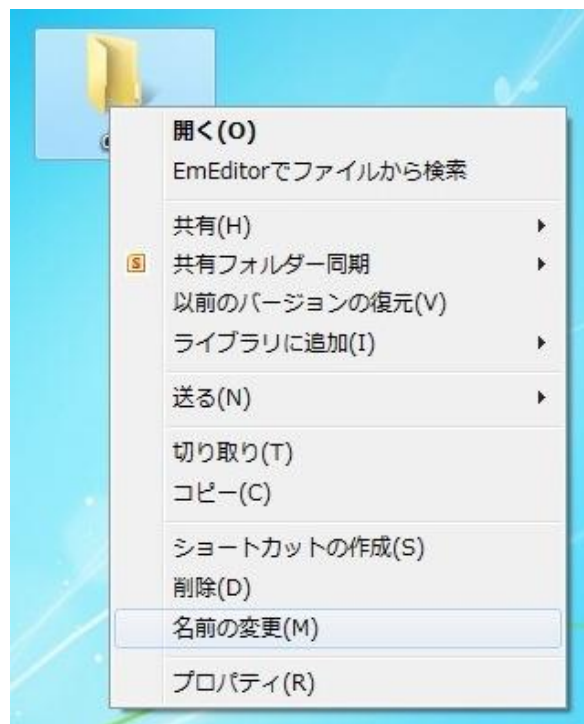 開く(O)
EmEditorでファイルから検索
共有(H)
共有フォルダー同期
以前のバージョンの復元(V)
ライブラリに追加(I)
送る(N)
切り取り(T)
コピー(C)
ショートカットの作成(S)
削除(D)
名前の変更(M)
プロパティ(R)